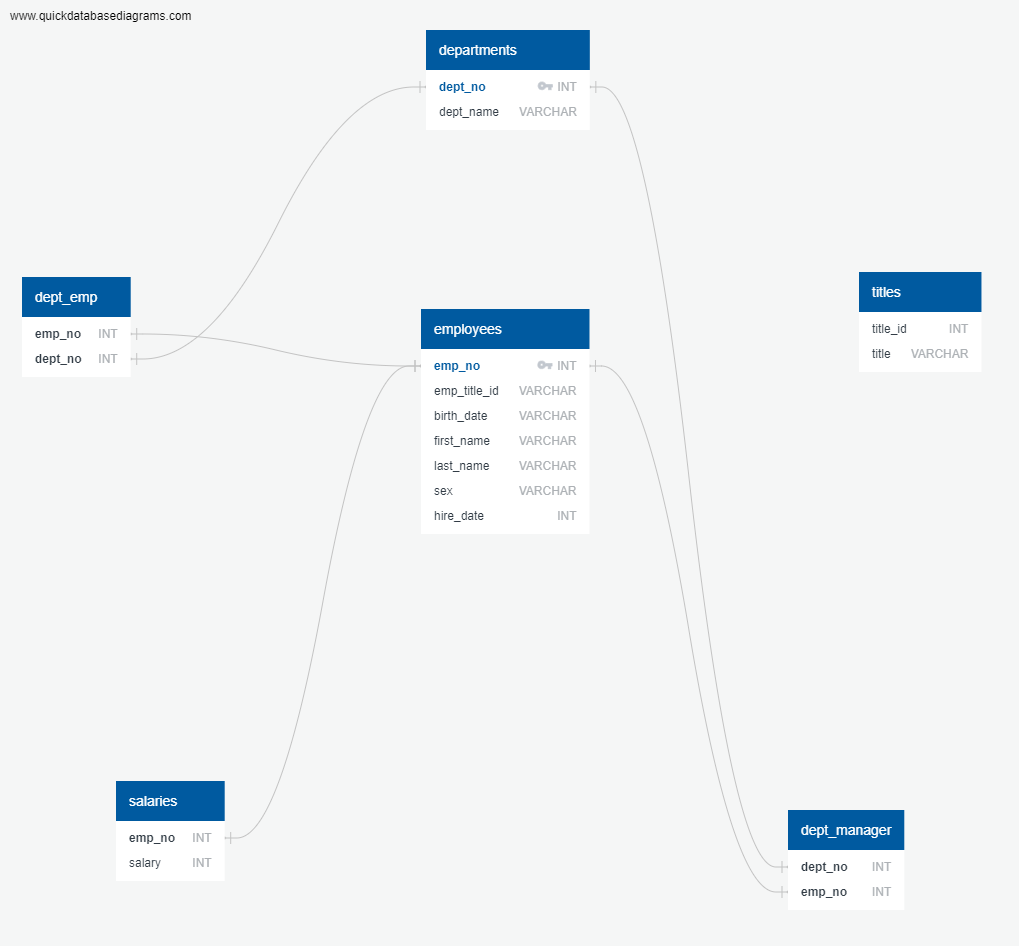 www.quickdatabasediagrams.com
departments
dept_no INT
dept_name VARCHAR
dept_emp
emp_no INT
dept_no INT
employees
emp_no INT
emp_title_id VARCHAR
birth_date VARCHAR
first_name VARCHAR
last_name VARCHAR
sex VARCHAR
hire_date INT
titles
title_id INT
title VARCHAR
salaries
emp_no INT
salary INT
dept_manager
dept_no INT
emp_no INT